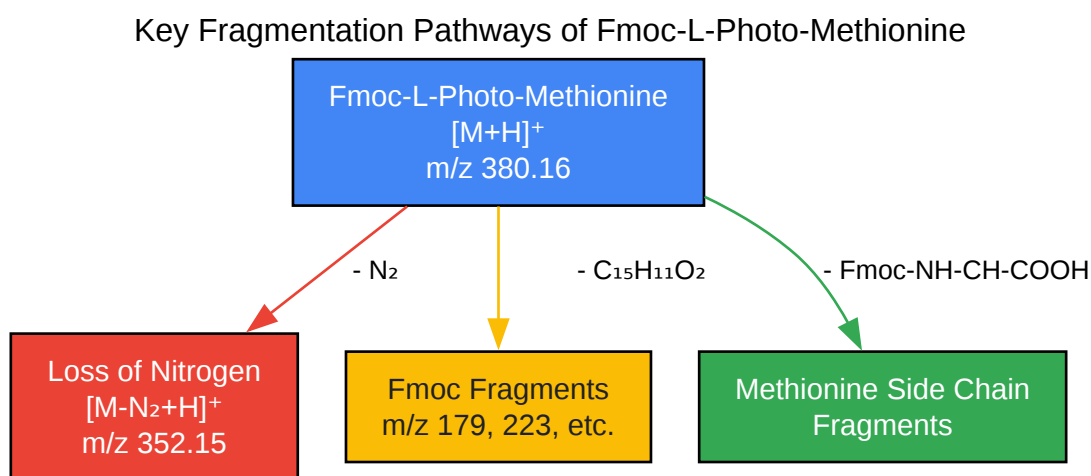 Key Fragmentation Pathways of Fmoc-L-Photo-Methionine
Fmoc-L-Photo-Methionine
[M+H]⁺
m/z 380.16
- N₂
- C₁₅H₁₁O₂
- Fmoc-NH-CH-COOH
Loss of Nitrogen
[M-N₂+H]⁺
m/z 352.15
Fmoc Fragments
m/z 179, 223, etc.
Methionine Side Chain
Fragments